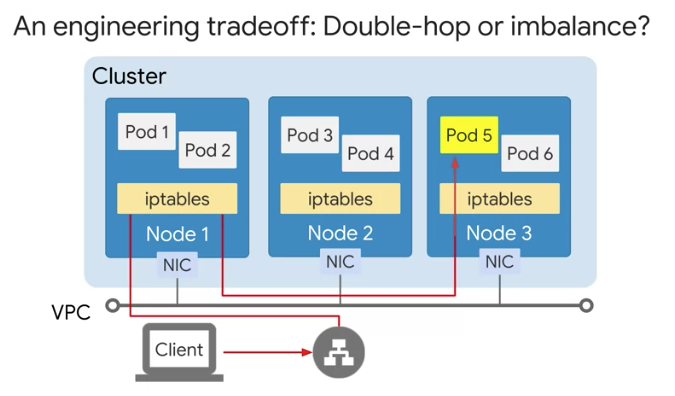 An engineering tradeoff: Double-hop or imbalance?
Cluster
Pod 1
Pod 2
iptables
Node 1
NIC
Pod 3
Pod 4
iptables
Node 2
NIC
Pod 5
Pod 6
iptables
Node 3
NIC
VPC
Client